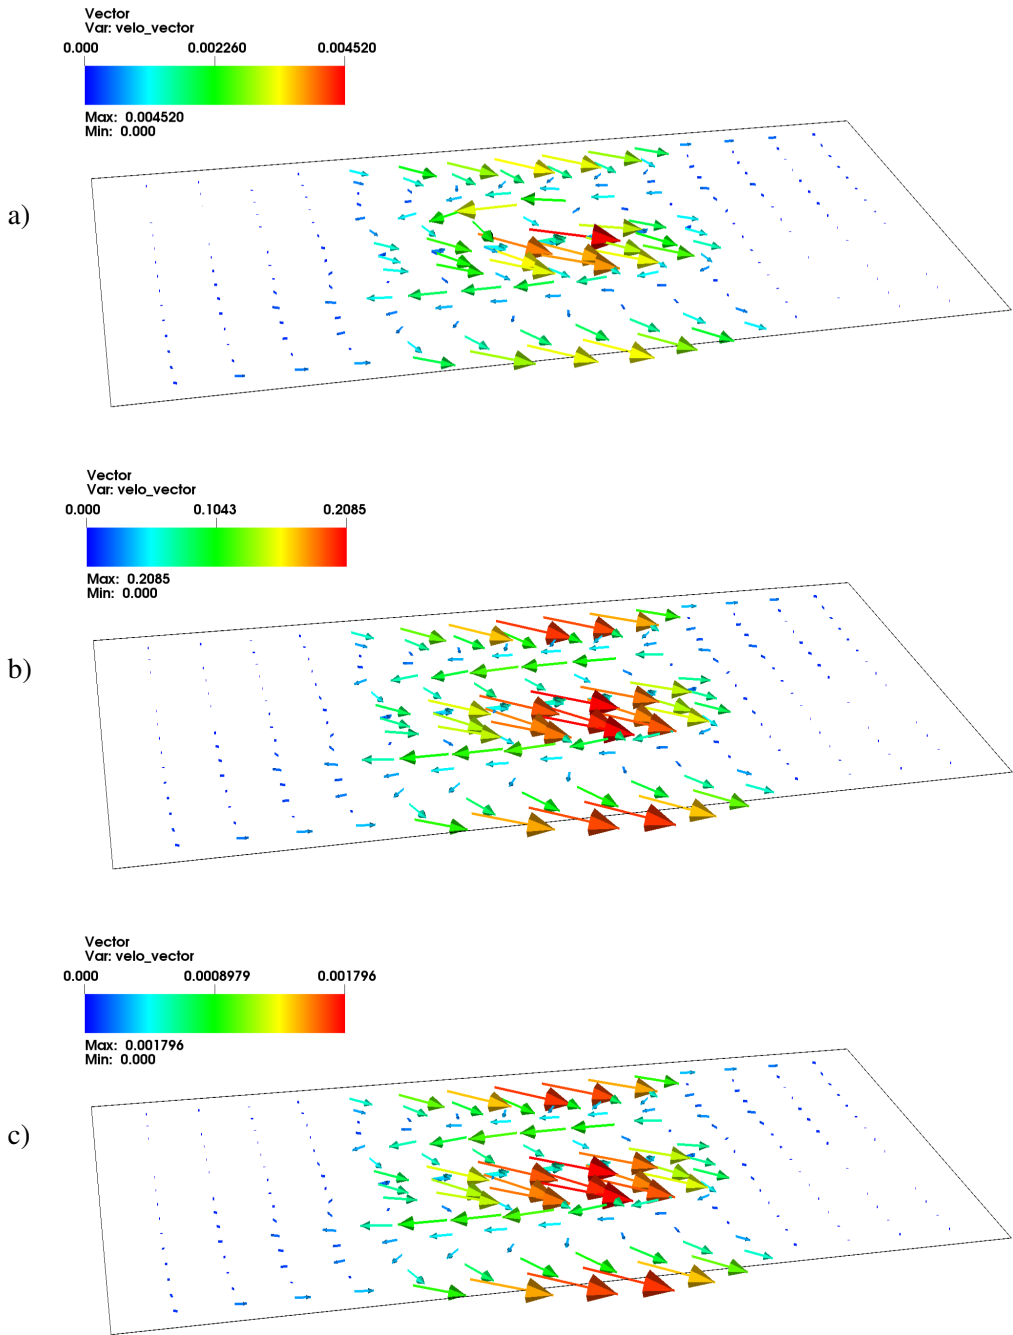 Vector
Var: velo_vector
0.000 0.002260 0.004520
Max: 0.004520
Min: 0.000
a)
Vector
Var: velo_vector
0.000 0.1043 0.2085
Max: 0.2085
Min: 0.000
b)
Vector
Var: velo_vector
0.000 0.0008979 0.001796
Max: 0.001796
Min: 0.000
c)